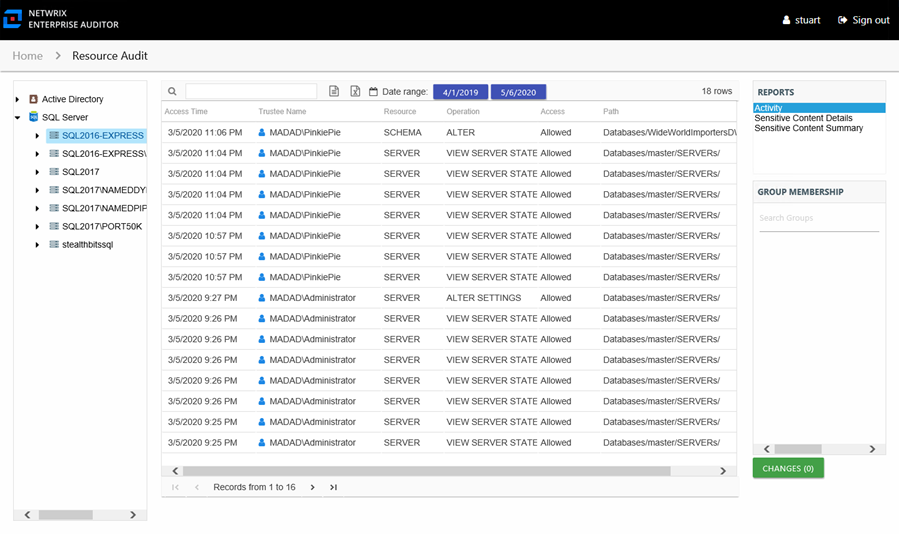 NETWRIX
ENTERPRISE AUDITOR
stuart
Sign out
Home > Resource Audit
Active Directory
SQL Server
SQL2016-EXPRESS
SQL2016-EXPRESS\
SQL2017
SQL2017\NAMEDDY
SQL2017\NAMEDPIP
SQL2017\PORT50K
stealthbitssql
Date range: 4/1/2019 5/6/2020 18 rows
Access Time Trustee Name Resource Operation Access Path
3/5/2020 11:06 PM MADAD\PinkiePie SCHEMA ALTER Allowed Databases/WideWorldImportersD\
3/5/2020 11:04 PM MADAD\PinkiePie SERVER VIEW SERVER STATE Allowed Databases/master/SERVERs/
3/5/2020 11:04 PM MADAD\PinkiePie SERVER VIEW SERVER STATE Allowed Databases/master/SERVERs/
3/5/2020 11:04 PM MADAD\PinkiePie SERVER VIEW SERVER STATE Allowed Databases/master/SERVERs/
3/5/2020 11:04 PM MADAD\PinkiePie SERVER VIEW SERVER STATE Allowed Databases/master/SERVERs/
3/5/2020 10:57 PM MADAD\PinkiePie SERVER VIEW SERVER STATE Allowed Databases/master/SERVERs/
3/5/2020 10:57 PM MADAD\PinkiePie SERVER VIEW SERVER STATE Allowed Databases/master/SERVERs/
3/5/2020 10:57 PM MADAD\PinkiePie SERVER VIEW SERVER STATE Allowed Databases/master/SERVERs/
3/5/2020 9:27 PM MADAD\Administrator SERVER ALTER SETTINGS Allowed Databases/master/SERVERs/
3/5/2020 9:26 PM MADAD\Administrator SERVER VIEW SERVER STATE Allowed Databases/master/SERVERs/
3/5/2020 9:26 PM MADAD\Administrator SERVER VIEW SERVER STATE Allowed Databases/master/SERVERs/
3/5/2020 9:26 PM MADAD\Administrator SERVER VIEW SERVER STATE Allowed Databases/master/SERVERs/
3/5/2020 9:26 PM MADAD\Administrator SERVER VIEW SERVER STATE Allowed Databases/master/SERVERs/
3/5/2020 9:26 PM MADAD\Administrator SERVER VIEW SERVER STATE Allowed Databases/master/SERVERs/
3/5/2020 9:25 PM MADAD\Administrator SERVER VIEW SERVER STATE Allowed Databases/master/SERVERs/
3/5/2020 9:25 PM MADAD\Administrator SERVER VIEW SERVER STATE Allowed Databases/master/SERVERs/
Records from 1 to 16
REPORTS
Activity
Sensitive Content Details
Sensitive Content Summary
GROUP MEMBERSHIP
Search Groups
CHANGES (0)